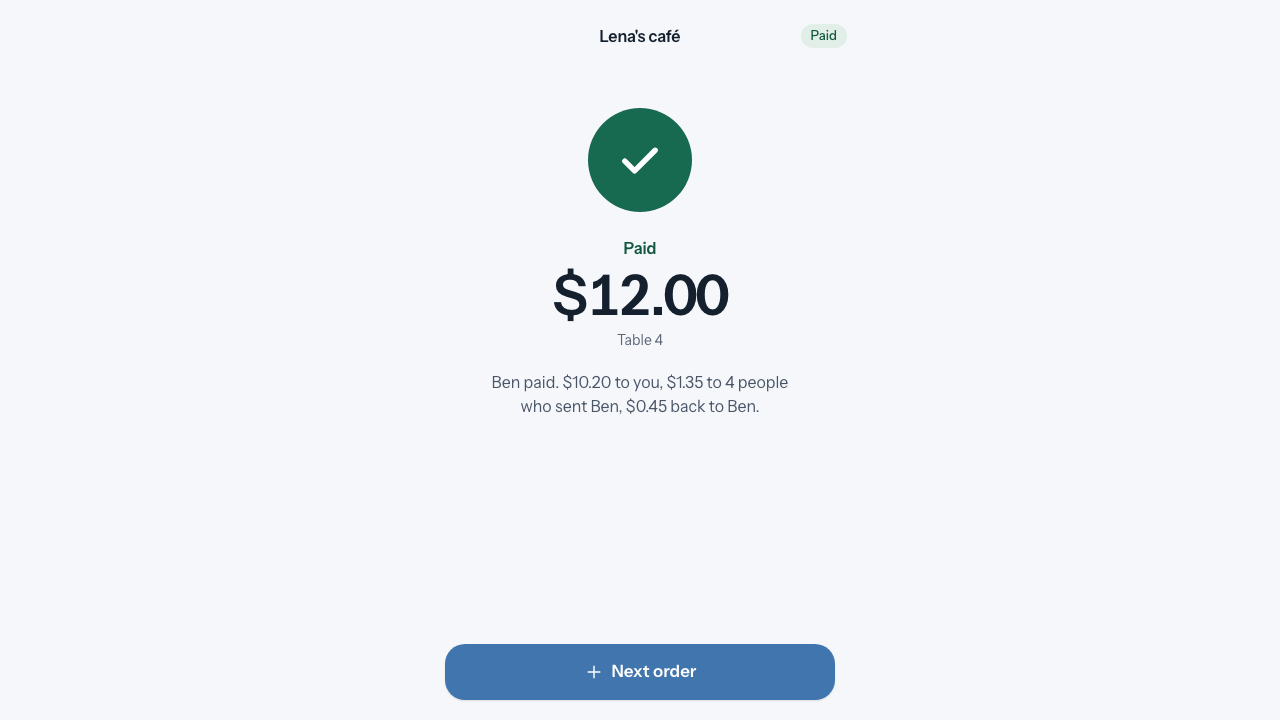 Lena's café
Paid
Paid
$12.00
Table 4
Ben paid. $10.20 to you, $1.35 to 4 people
who sent Ben, $0.45 back to Ben.
Next order